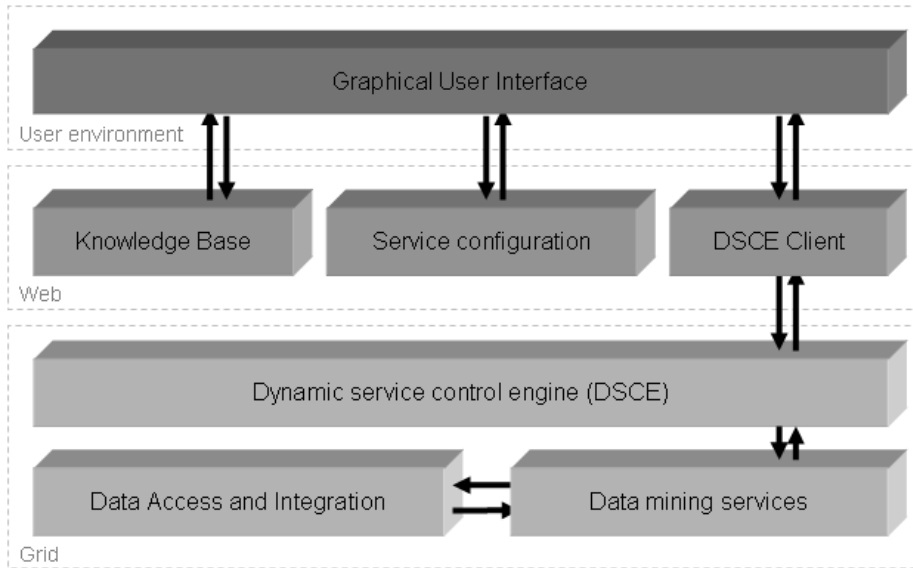 Graphical User Interface
User environment
Knowledge Base
Service configuration
DSCE Client
Web
Dynamic service control engine (DSCE)
Data Access and Integration
Data mining services
Grid